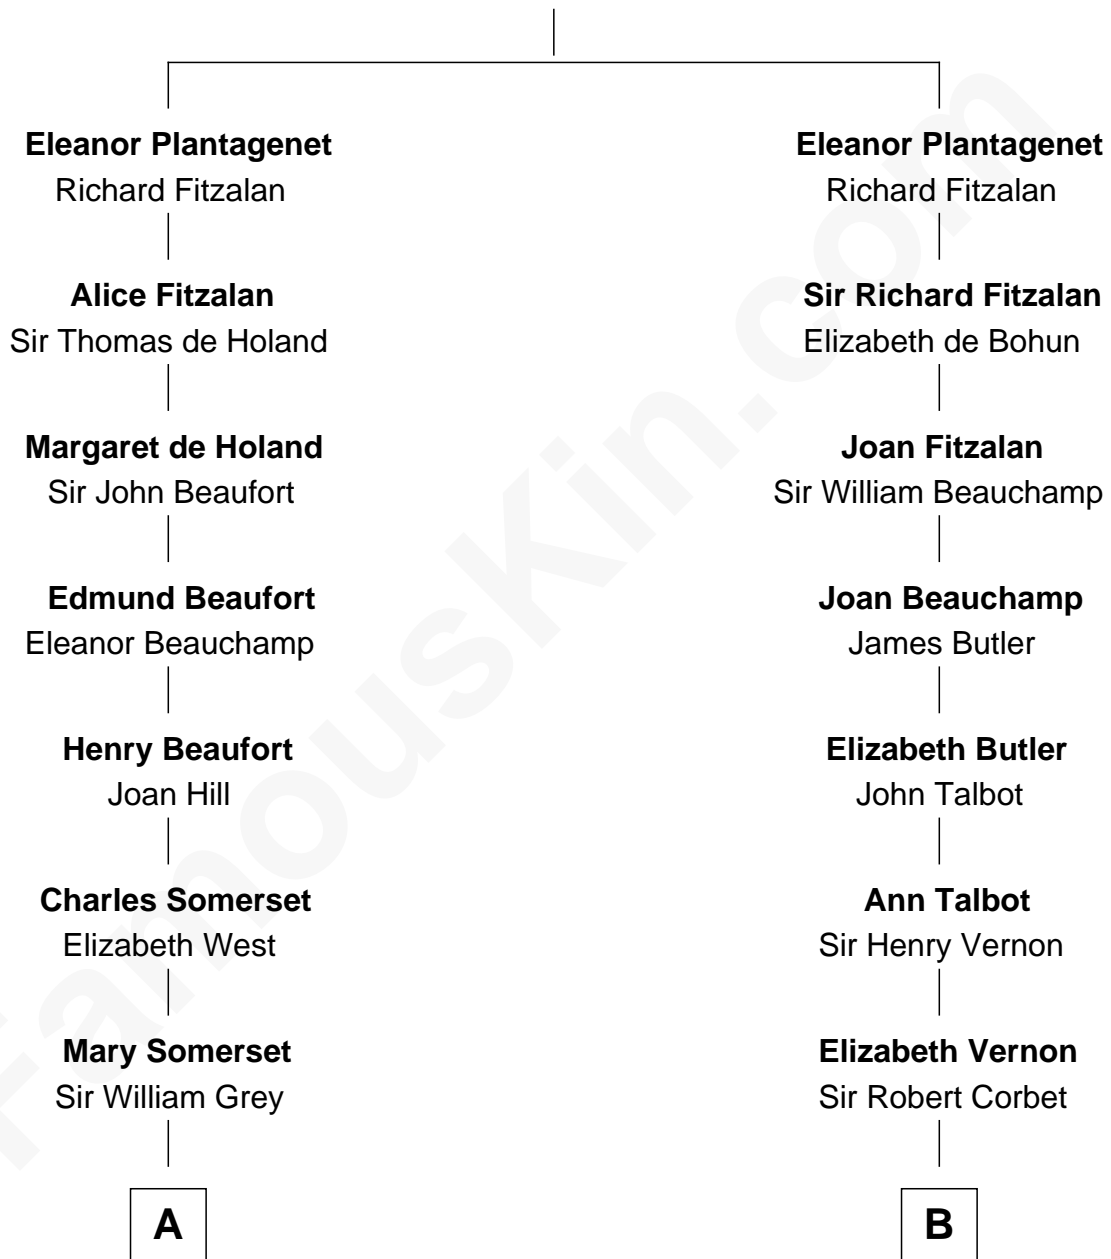 Eleanor Plantagenet
Richard Fitzalan
Alice Fitzalan
Sir Thomas de Holand
Margaret de Holand
Sir John Beaufort
Edmund Beaufort
Eleanor Beauchamp
Henry Beaufort
Joan Hill
Charles Somerset
Elizabeth West
Mary Somerset
Sir William Grey
A
Eleanor Plantagenet
Richard Fitzalan
Sir Richard Fitzalan
Elizabeth de Bohun
Joan Fitzalan
Sir William Beauchamp
Joan Beauchamp
James Butler
Elizabeth Butler
John Talbot
Ann Talbot
Sir Henry Vernon
Elizabeth Vernon
Sir Robert Corbet
B
FamousKin.com